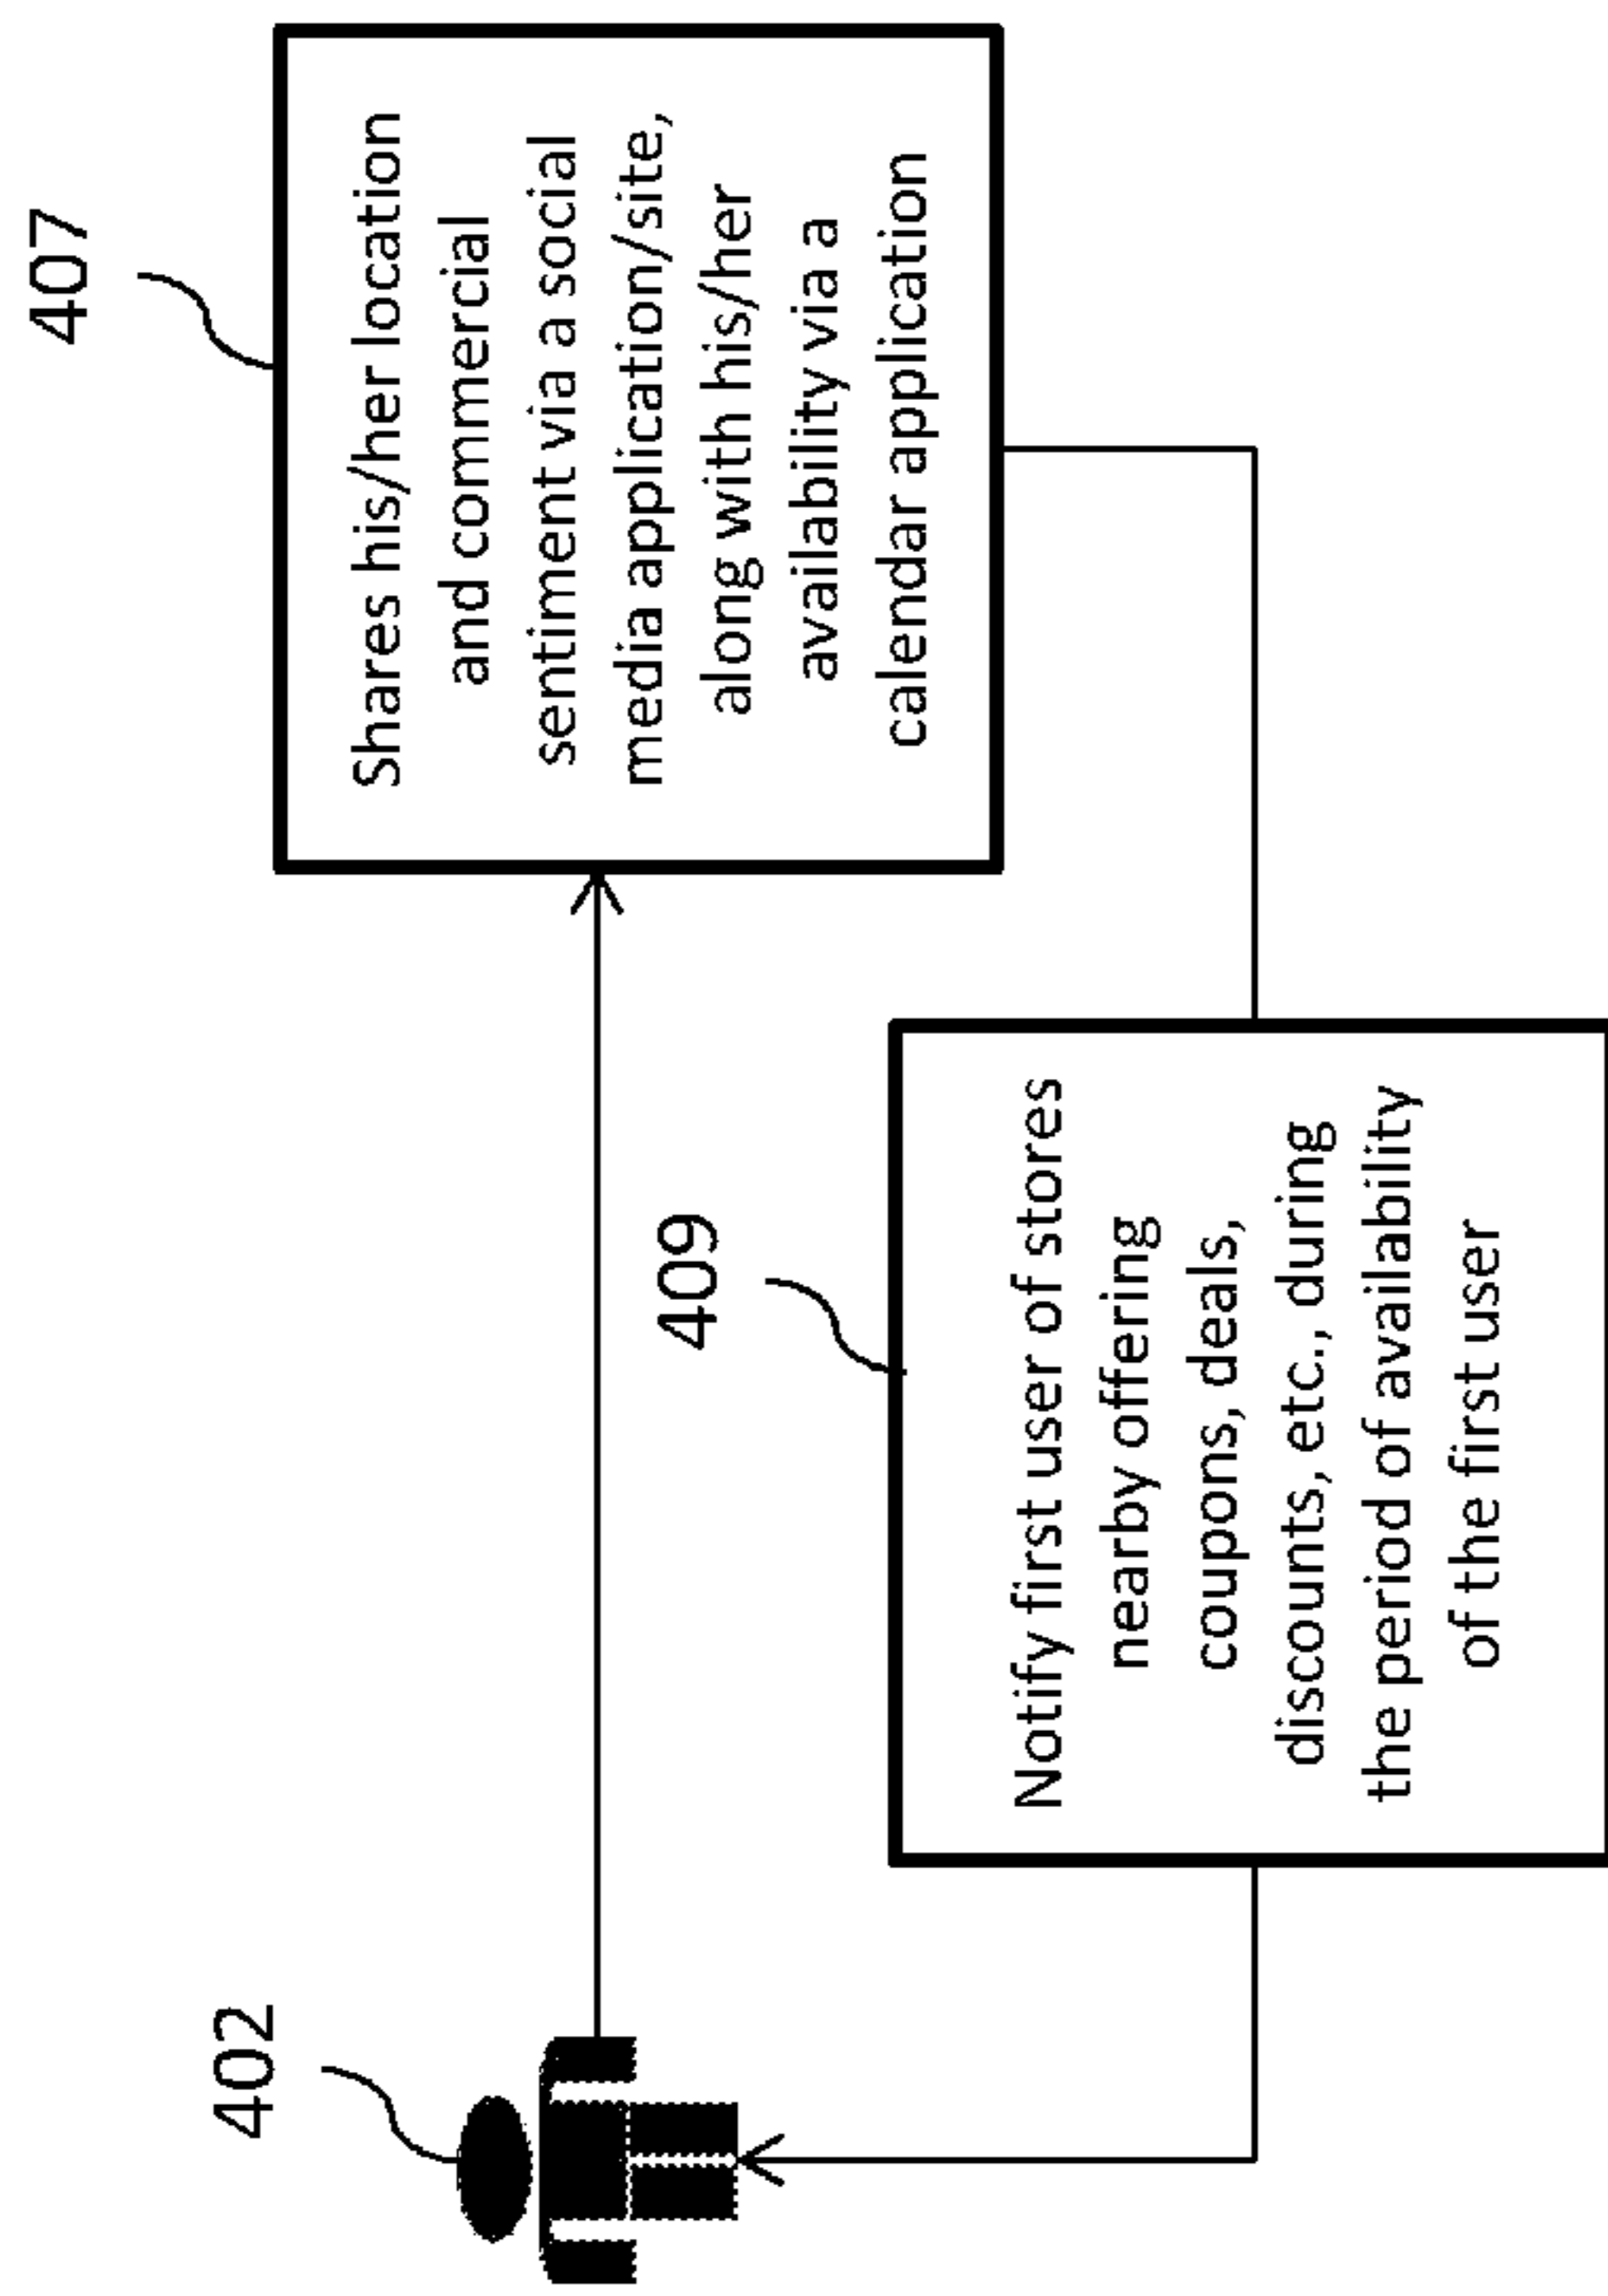 402
407
Shares his/her location
and commercial
sentiment via a social
media application/site,
along with his/her
availability via a
calendar application
409
Notify first user of stores
nearby offering
coupons, deals,
discounts, etc., during
the period of availability
of the first user